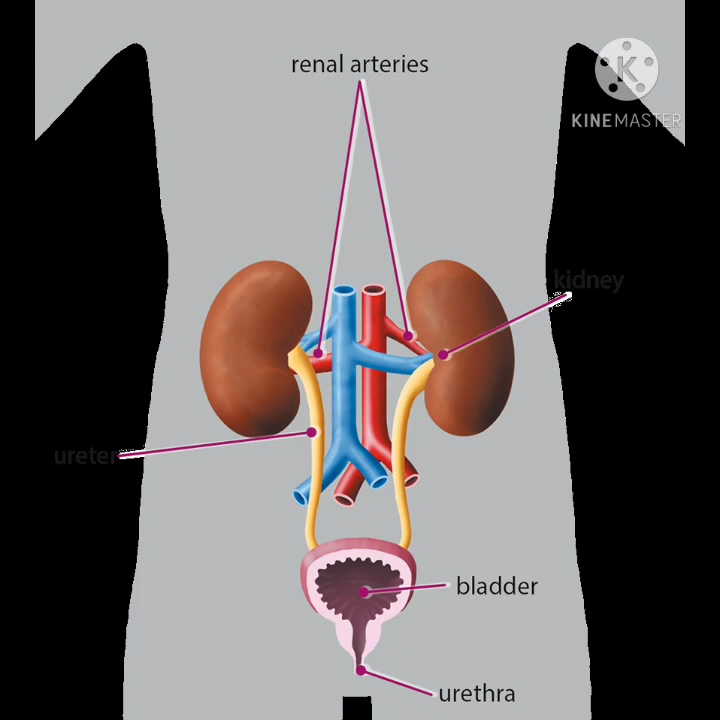 renal arteries
K
KINEMASTER
kidney
ureter
bladder
urethra